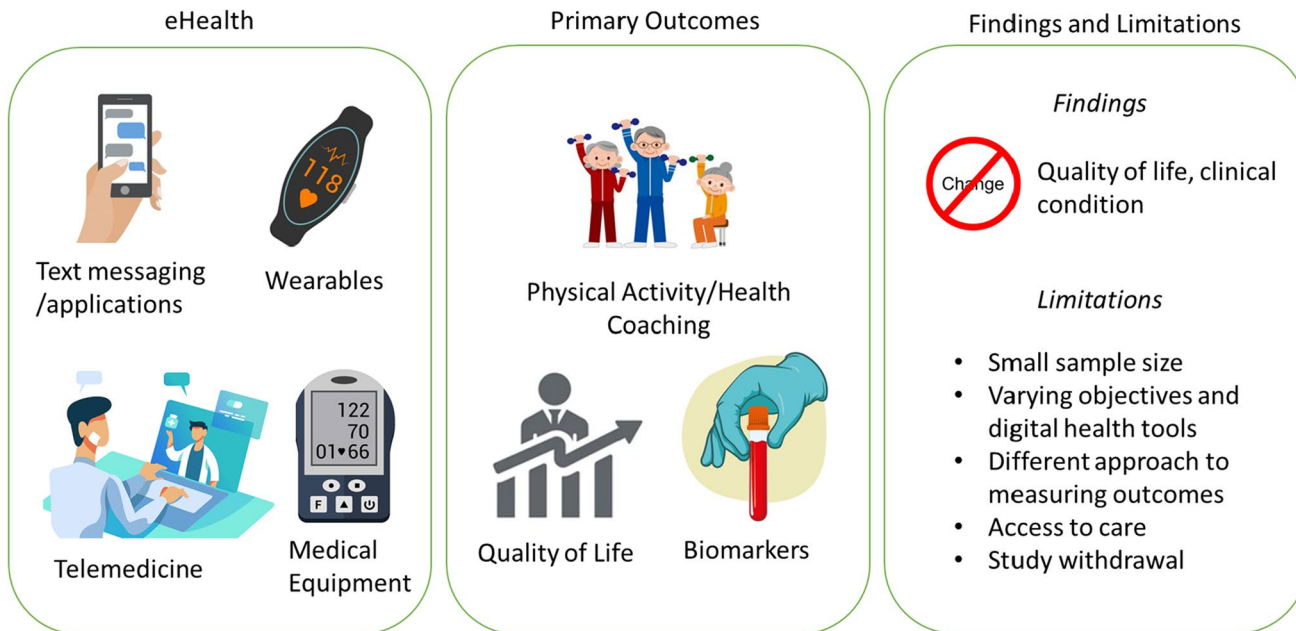 eHealth
Text messaging
/applications
118
Wearables
Telemedicine
122
70
01♥66
F
Medical
Equipment
Primary Outcomes
Physical Activity/Health
Coaching
Quality of Life
Biomarkers
Findings and Limitations
Findings
Change
Quality of life, clinical
condition
Limitations
• Small sample size
• Varying objectives and
digital health tools
• Different approach to
measuring outcomes
• Access to care
• Study withdrawal